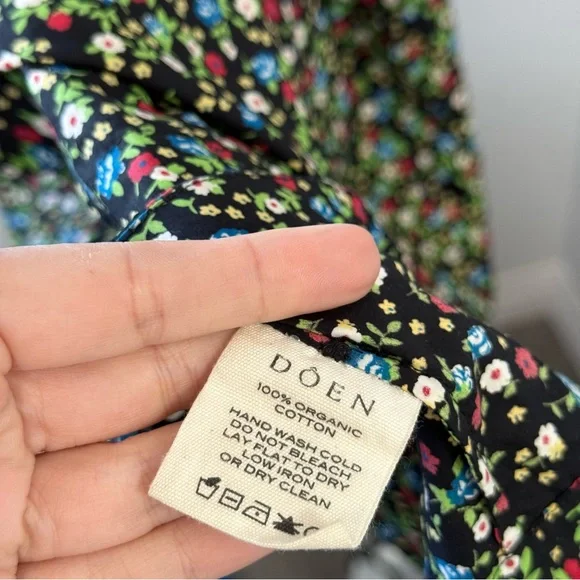 DÔEN
100% ORGANIC
COTTON
HAND WASH COLD
DO NOT BLEACH
LAY FLAT TO DRY
LOW IRON
OR DRY CLEAN